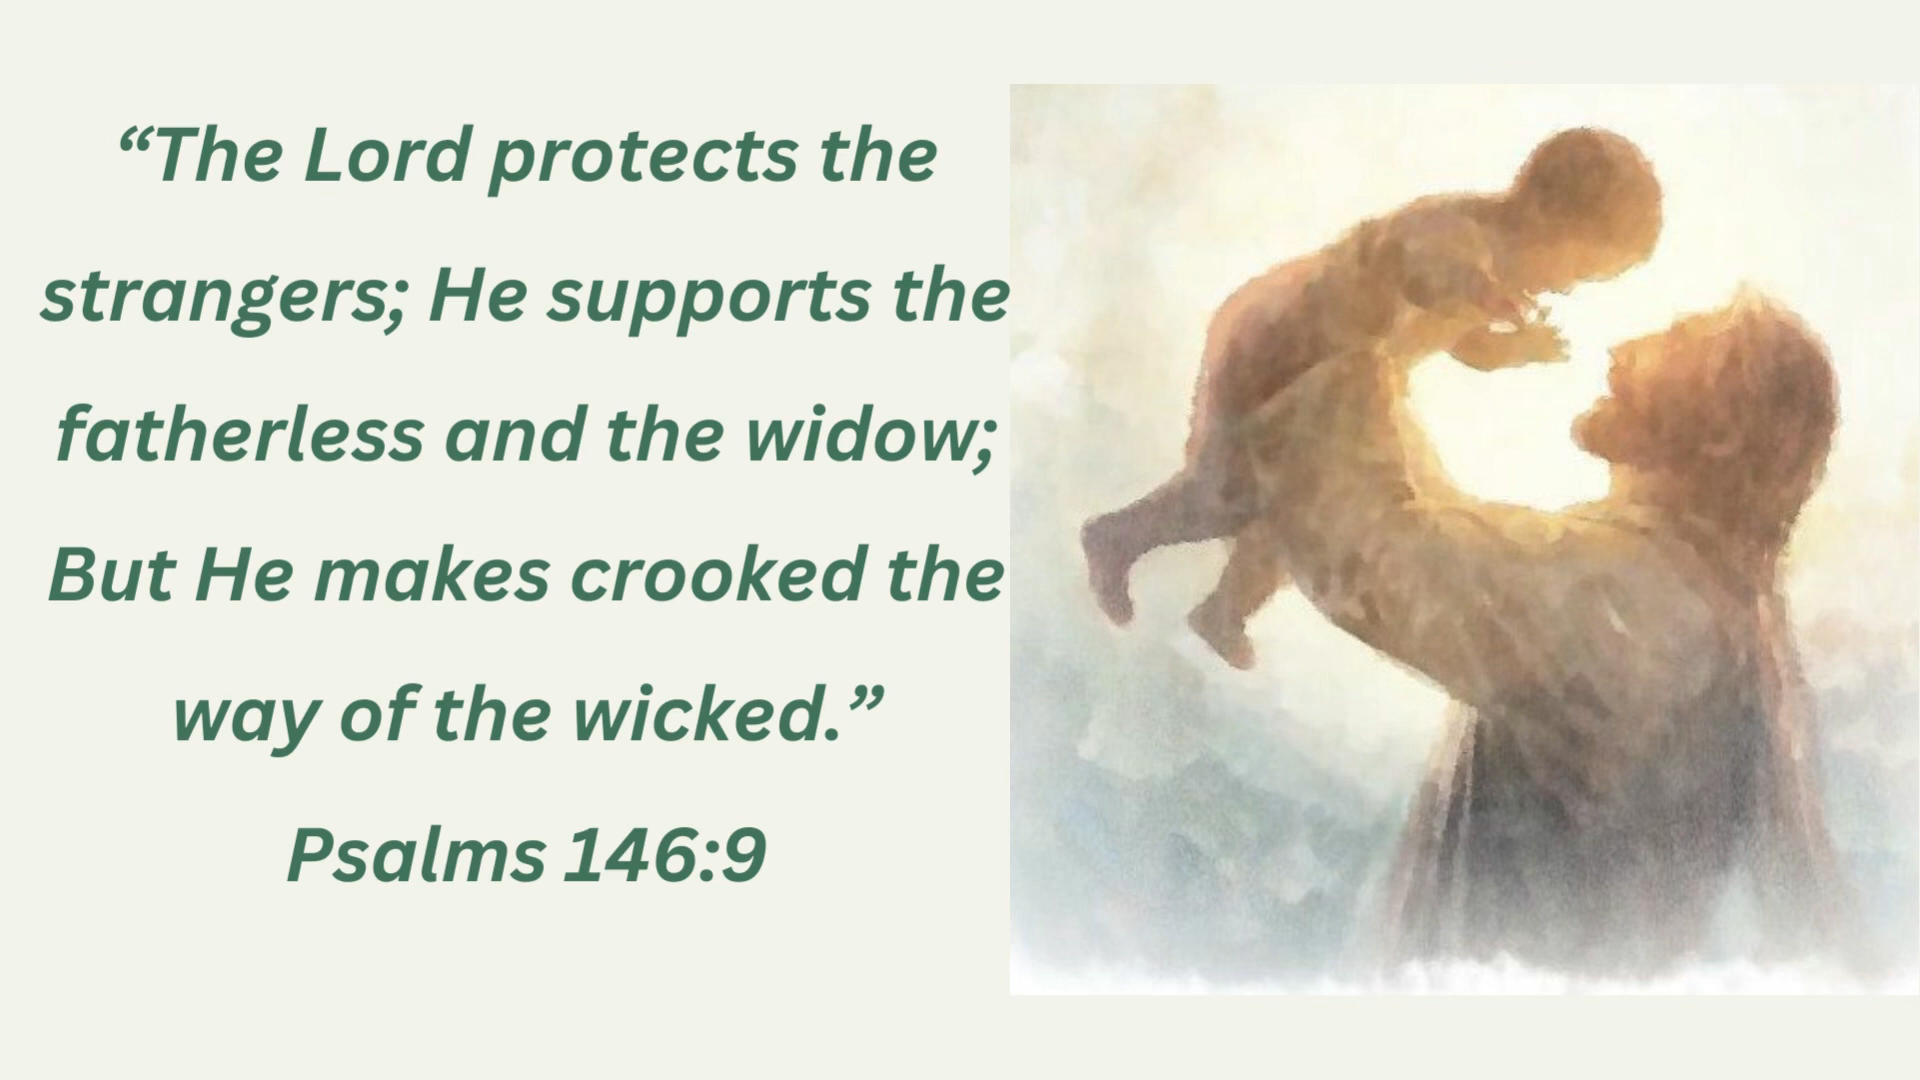 “The Lord protects the
strangers; He supports the
fatherless and the widow;
But He makes crooked the
way of the wicked.”
Psalms 146:9